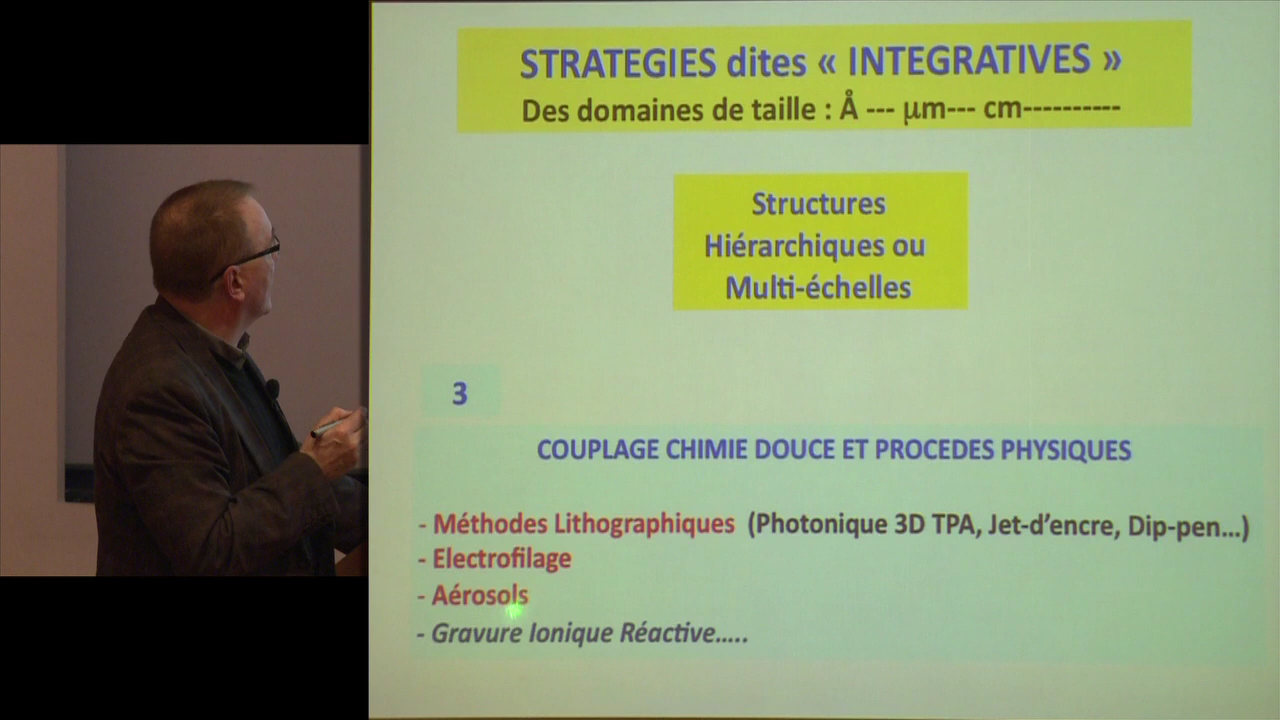 STRATEGIES dites « INTEGRATIVES »
Des domaines de taille : Å --- µm--- cm----------
Structures
Hiérarchiques ou
Multi-échelles
3
COUPLAGE CHIMIE DOUCE ET PROCEDES PHYSIQUES
- Méthodes Lithographiques (Photonique 3D TPA, Jet-d'encre, Dip-pen...)
- Electrofilage
- Aérosols
- Gravure Ionique Réactive.....